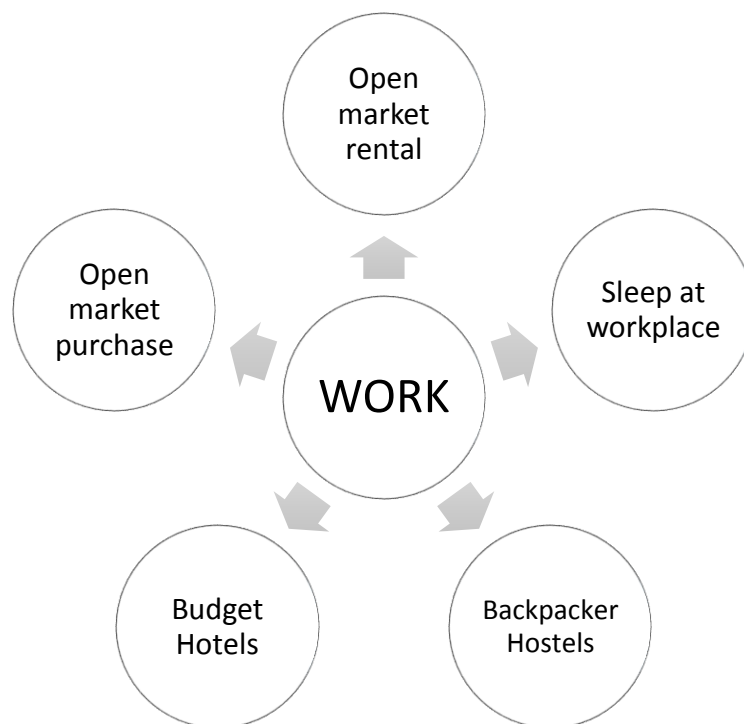 Open
market
rental
Open
market
purchase
Sleep at
workplace
WORK
Budget
Hotels
Backpacker
Hostels